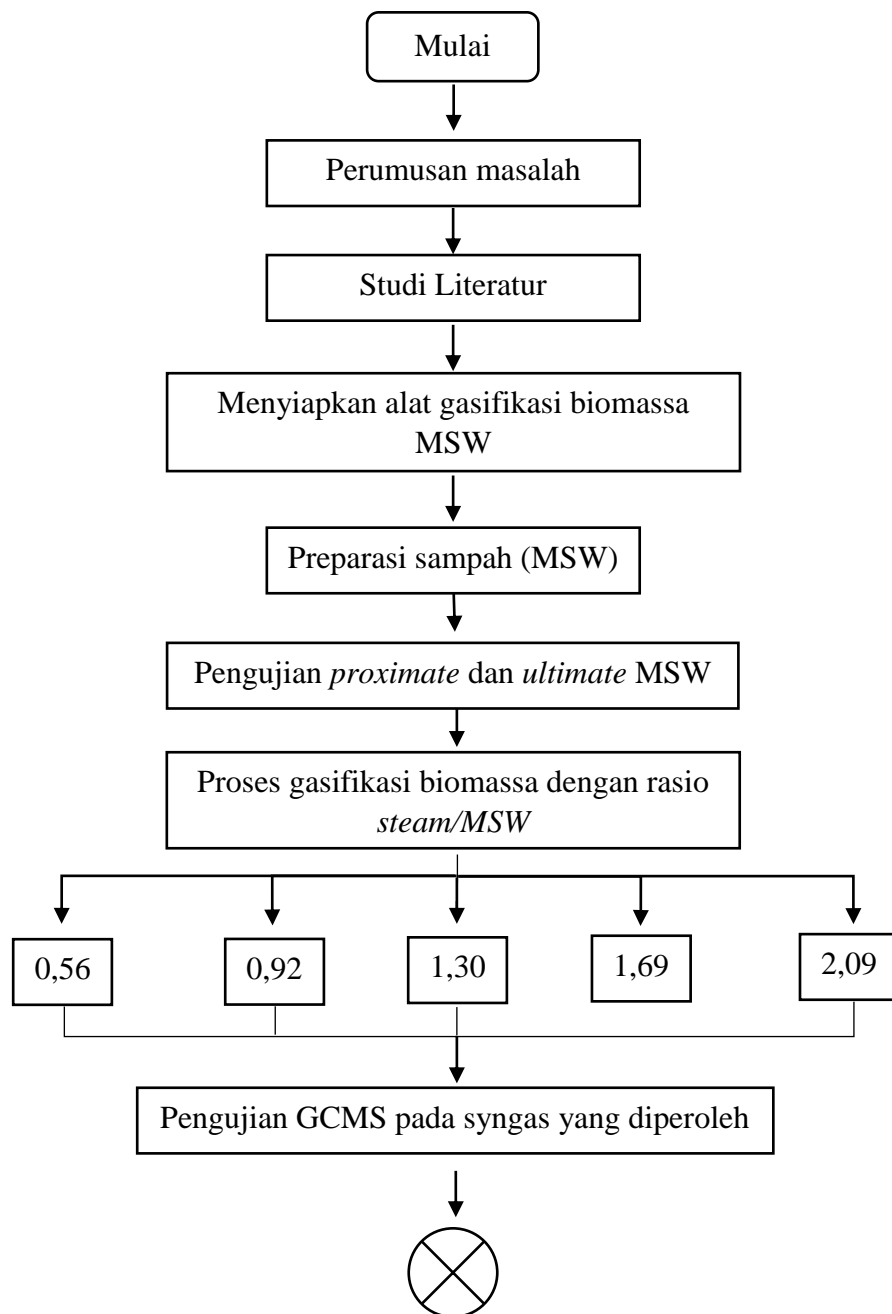 Mulai
Perumusan masalah
Studi Literatur
Menyiapkan alat gasifikasi biomassa
MSW
Preparasi sampah (MSW)
Pengujian proximate dan ultimate MSW
Proses gasifikasi biomassa dengan rasio
steam/MSW
0,56
0,92
1,30
1,69
2,09
Pengujian GCMS pada syngas yang diperoleh